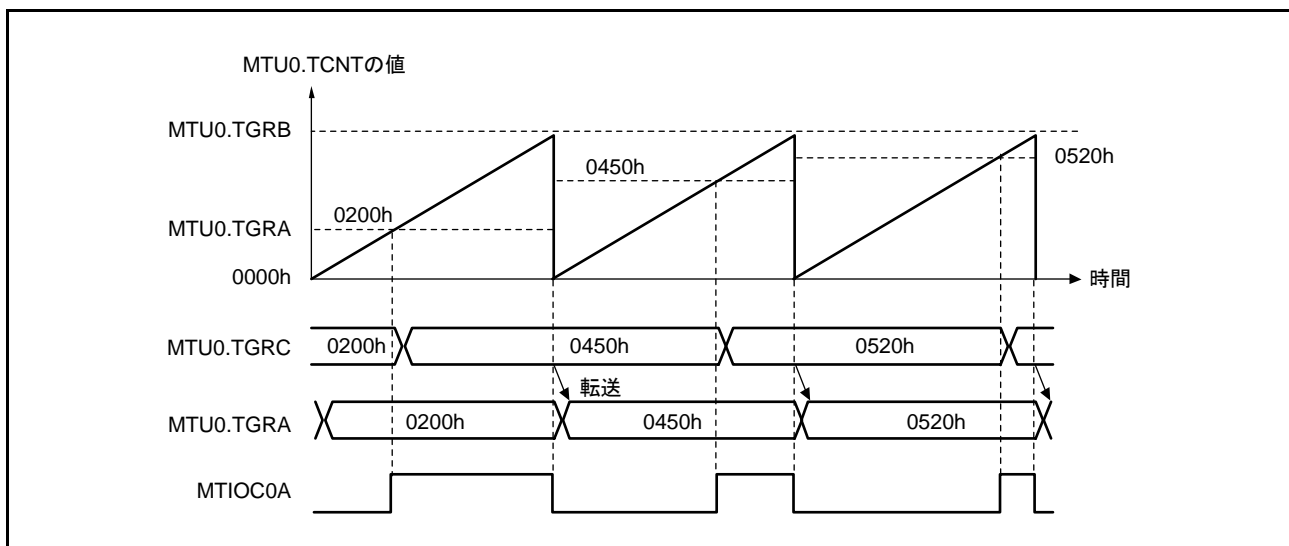 MTU0.TCNTの値
MTU0.TGRB
0520h
0450h
0200h
MTU0.TGRA
0000h
時間
MTU0.TGRC
0200h
0450h
0520h
転送
MTU0.TGRA
0200h
0450h
0520h
MTIOC0A